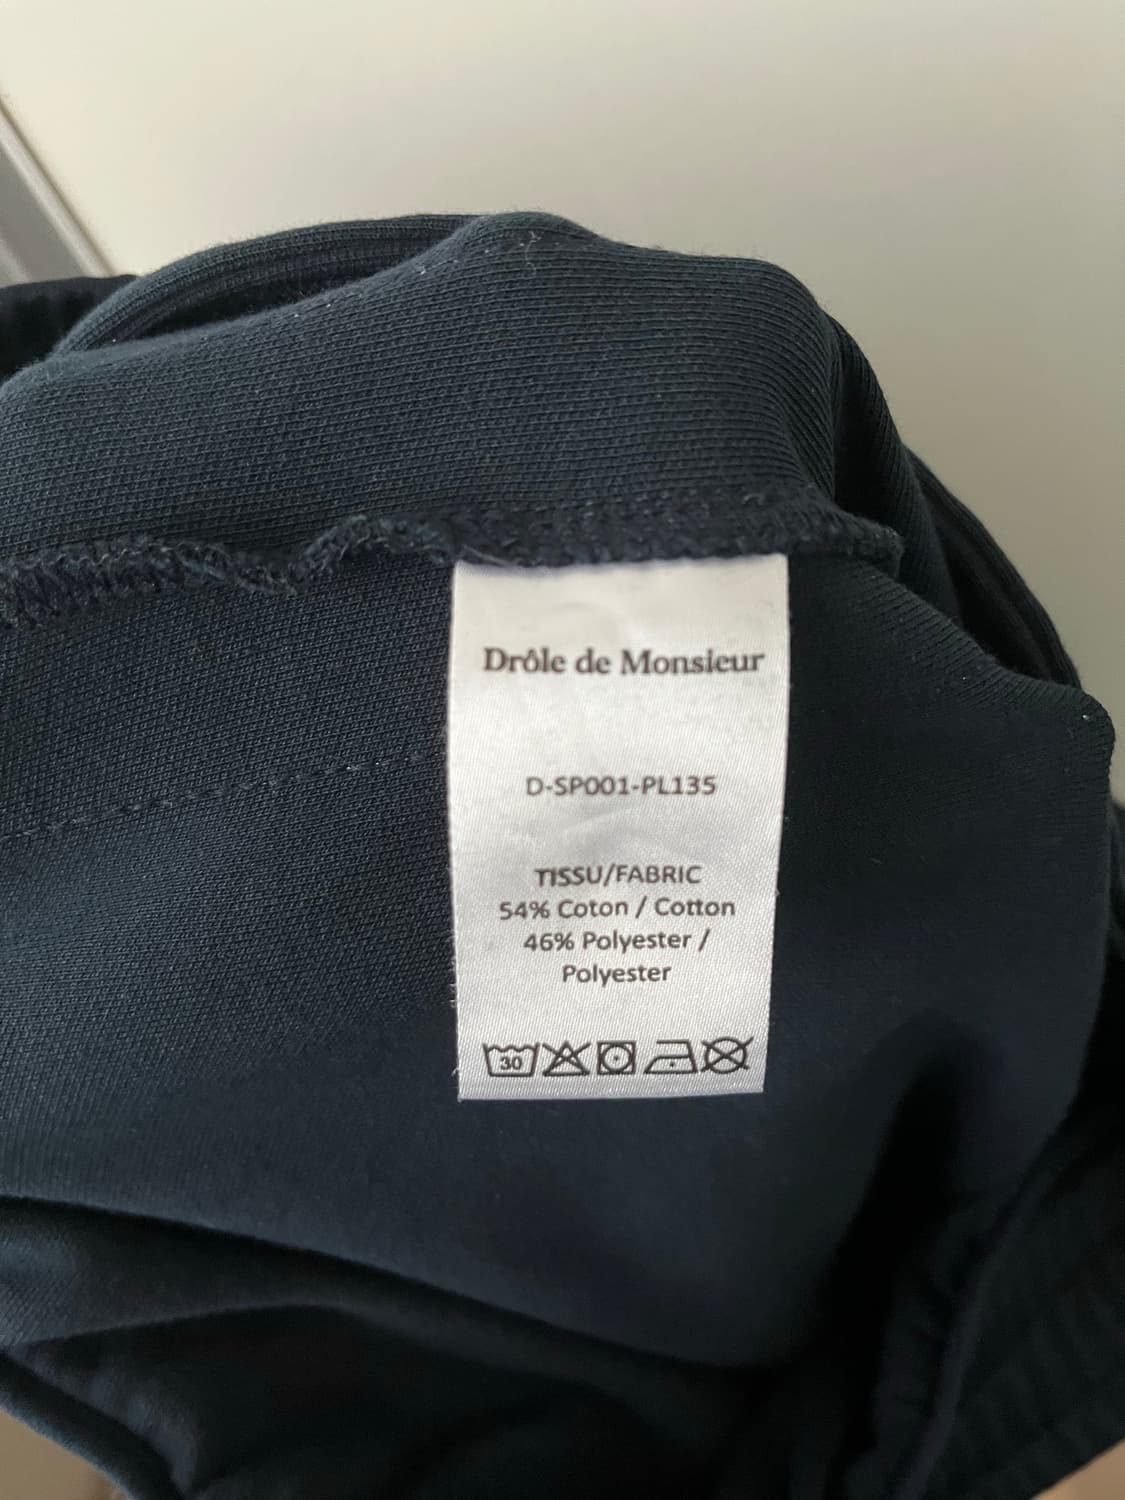 Drôle de Monsieur
D-SP001-PL135
TISSU/FABRIC
54% Coton / Cotton
46% Polyester /
Polyester
30